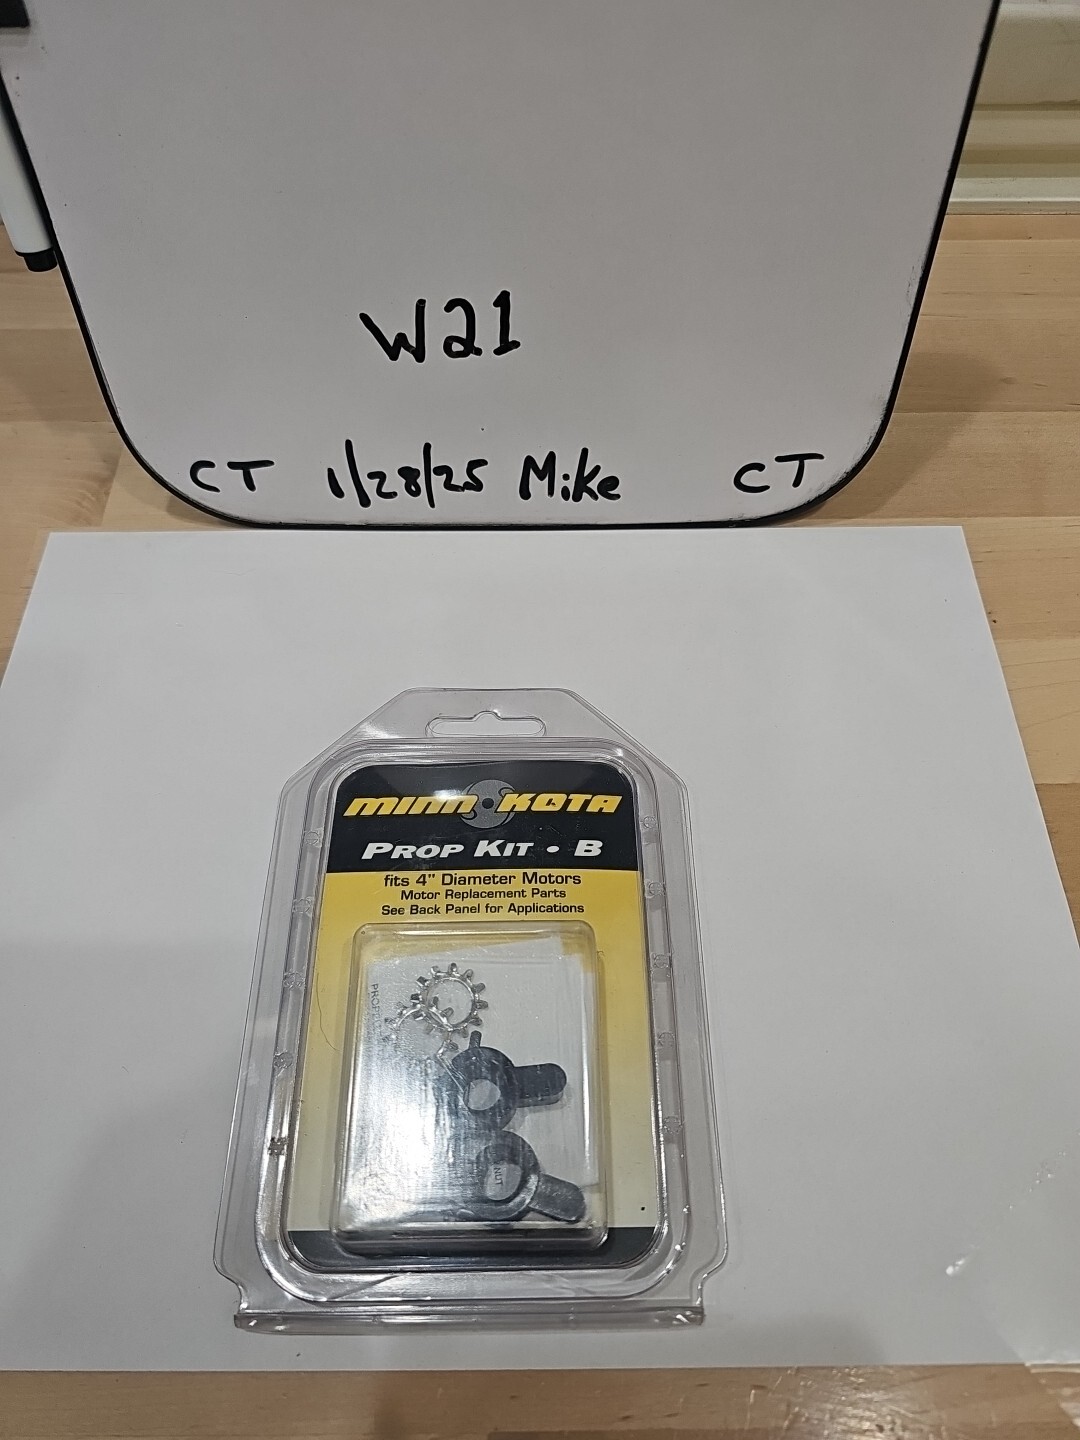 W21
CT 1/28/25 Mike CT
MINN KOTA
PROP KIT • B
fits 4" Diameter Motors
Motor Replacement Parts
See Back Panel for Applications
NUT